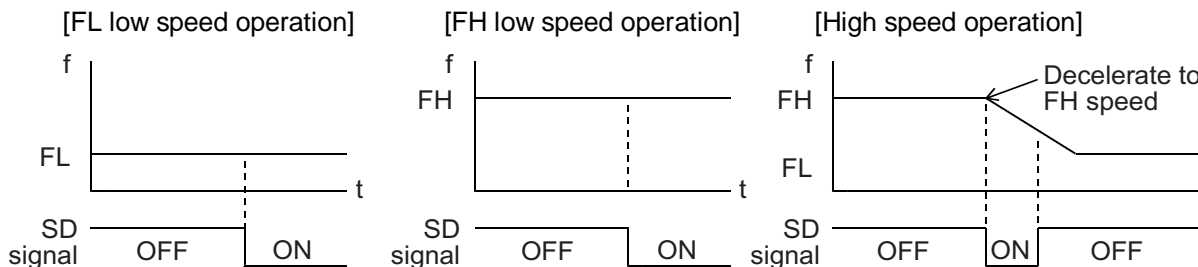 [FL low speed operation]
f
FL
t
SD
signal
OFF
ON
[FH low speed operation]
f
FH
t
SD
signal
OFF
ON
[High speed operation]
f
FH
Decelerate to
FH speed
FL
SD
signal
OFF
ON
OFF